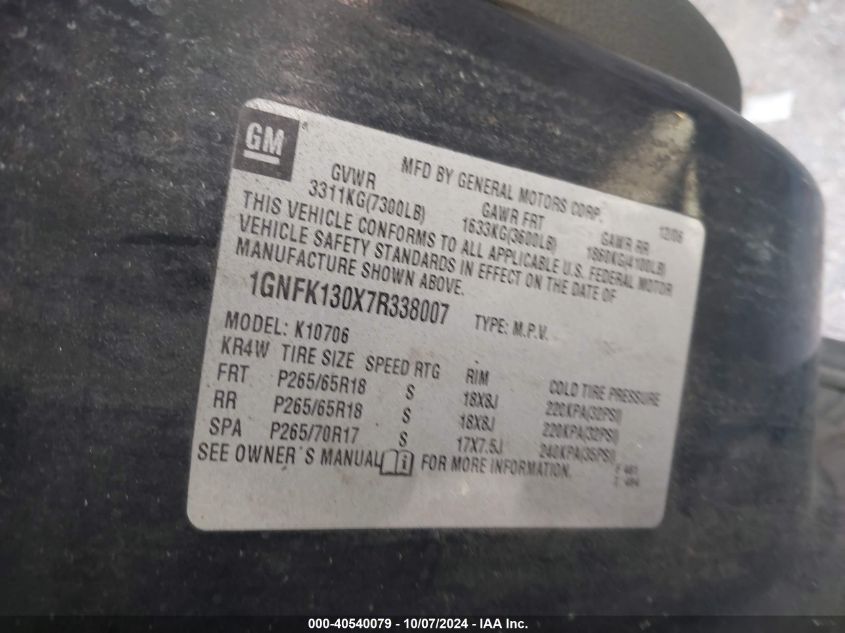 GM
MFD BY GENERAL MOTORS CORP.
GVWR GAWR FRT GAWR RR 12/06
3311KG(7300LB) 1633KG(3600LB) 1860KG(4100LB)
THIS VEHICLE CONFORMS TO ALL APPLICABLE U.S. FEDERAL MOTOR
VEHICLE SAFETY STANDARDS IN EFFECT ON THE DATE OF
MANUFACTURE SHOWN ABOVE.
1GNFK130X7R338007 TYPE: M.P.V.
MODEL: K10706
KR4W TIRE SIZE SPEED RTG RIM COLD TIRE PRESSURE
FRT P265/65R18 S 18X8J 220KPA(32PSI)
RR P265/65R18 S 18X8J 220KPA(32PSI)
SPA P265/70R17 S 17X7.5J 240KPA(35PSI)
SEE OWNER'S MANUAL FOR MORE INFORMATION.
000-40540079 - 10/07/2024 - IAA Inc.